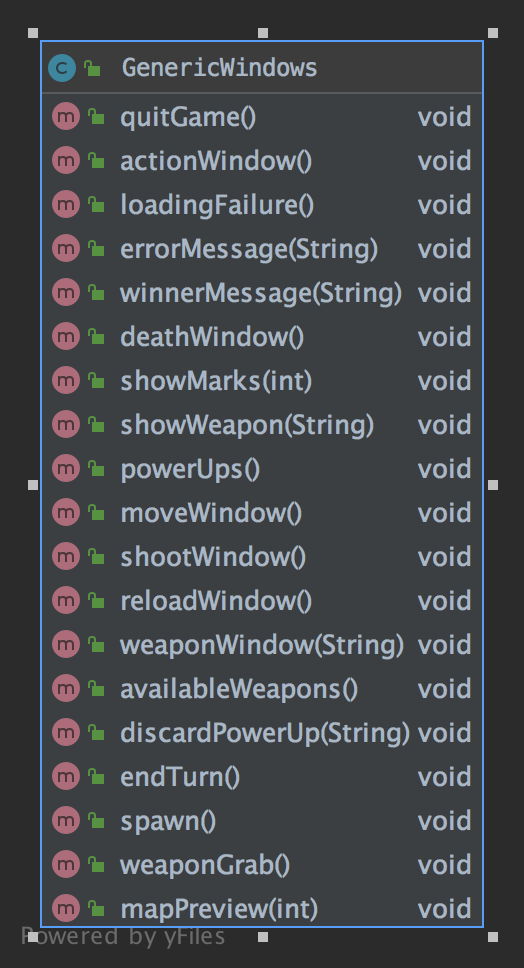 C GenericWindows
m quitGame() void
m actionWindow() void
m loadingFailure() void
m errorMessage(String) void
m winnerMessage(String) void
m deathWindow() void
m showMarks(int) void
m showWeapon(String) void
m powerUps() void
m moveWindow() void
m shootWindow() void
m reloadWindow() void
m weaponWindow(String) void
m availableWeapons() void
m discardPowerUp(String) void
m endTurn() void
m spawn() void
m weaponGrab() void
m mapPreview(int) void
Powered by yFiles